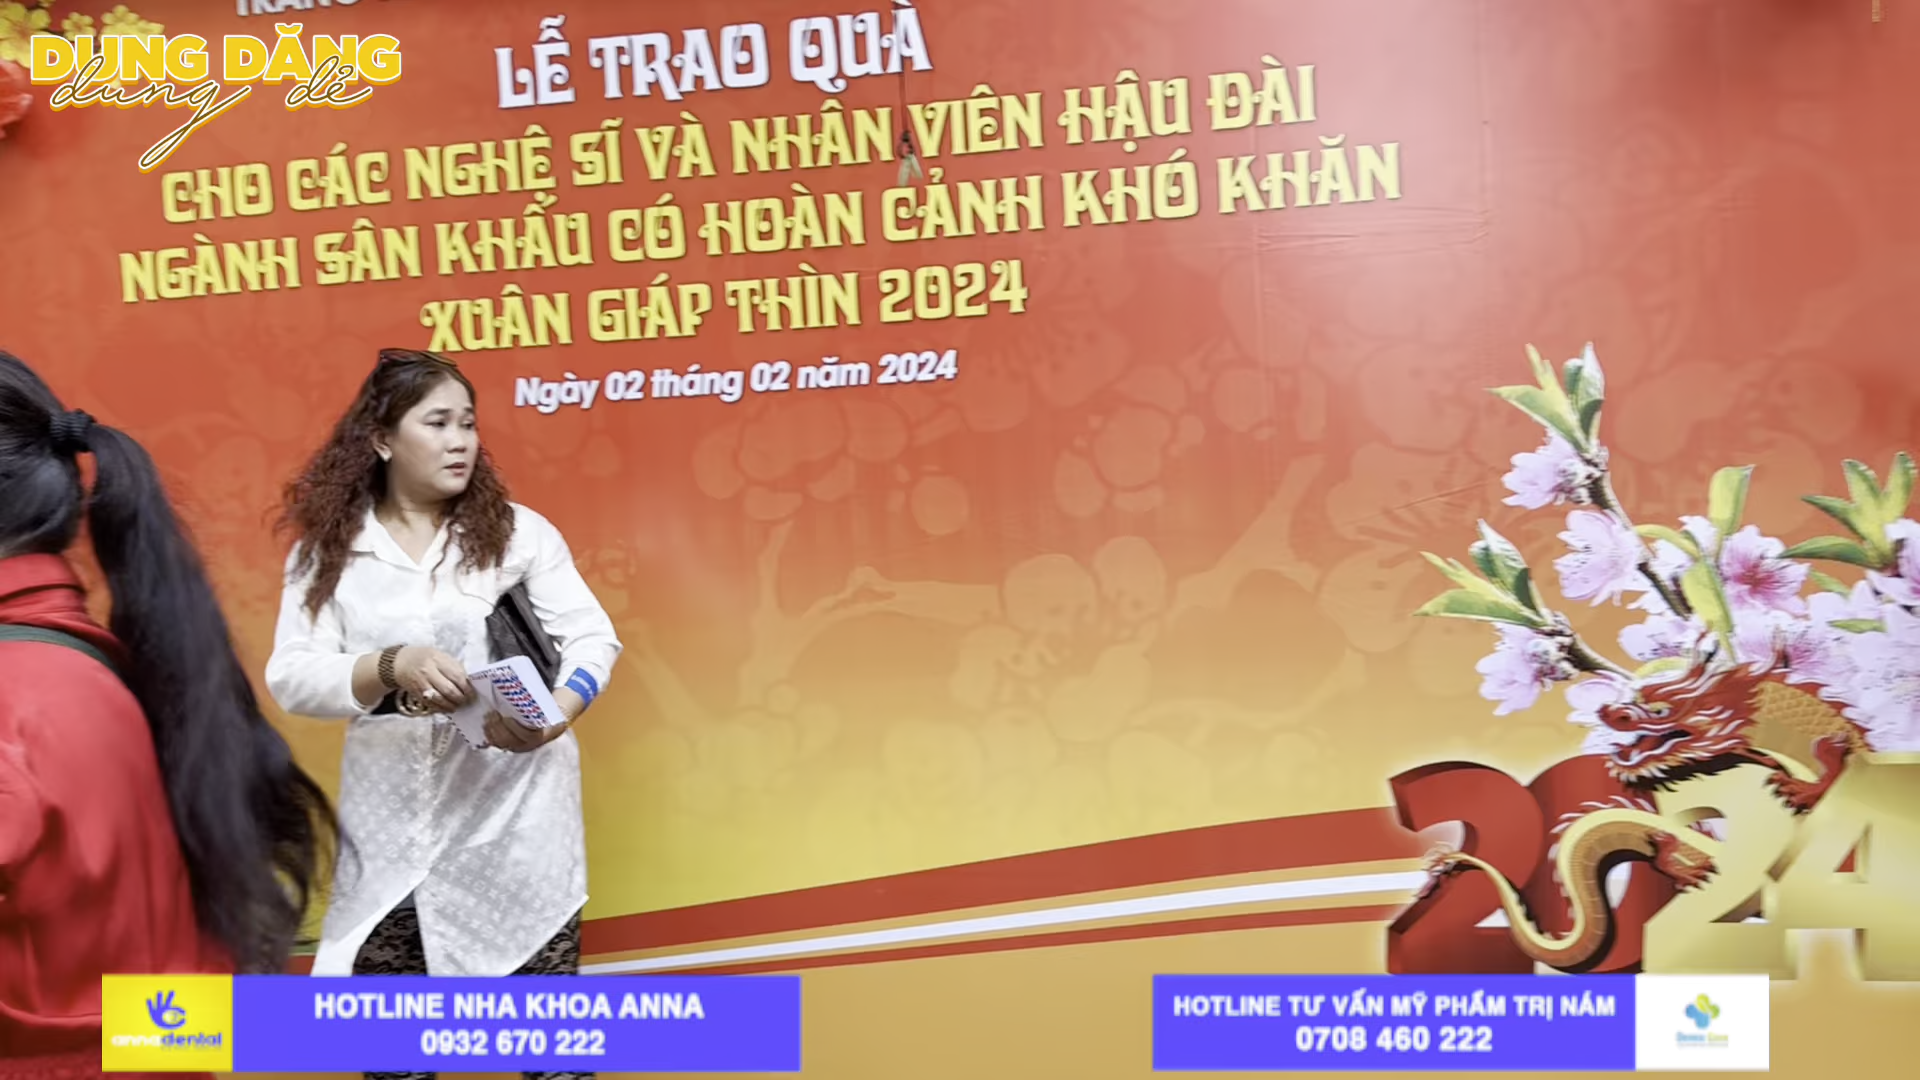 DUNG DĂNG
dung dẻ
LỄ TRAO QUÀ
CHO CÁC NGHỆ SĨ VÀ NHÂN VIÊN HẬU ĐÀI
NGÀNH SÂN KHẤU CÓ HOÀN CẢNH KHÓ KHĂN
XUÂN GIÁP THÌN 2024
Ngày 02 tháng 02 năm 2024
2024
annadental
HOTLINE NHA KHOA ANNA
0932 670 222
HOTLINE TƯ VẤN MỸ PHẨM TRỊ NÁM
0708 460 222